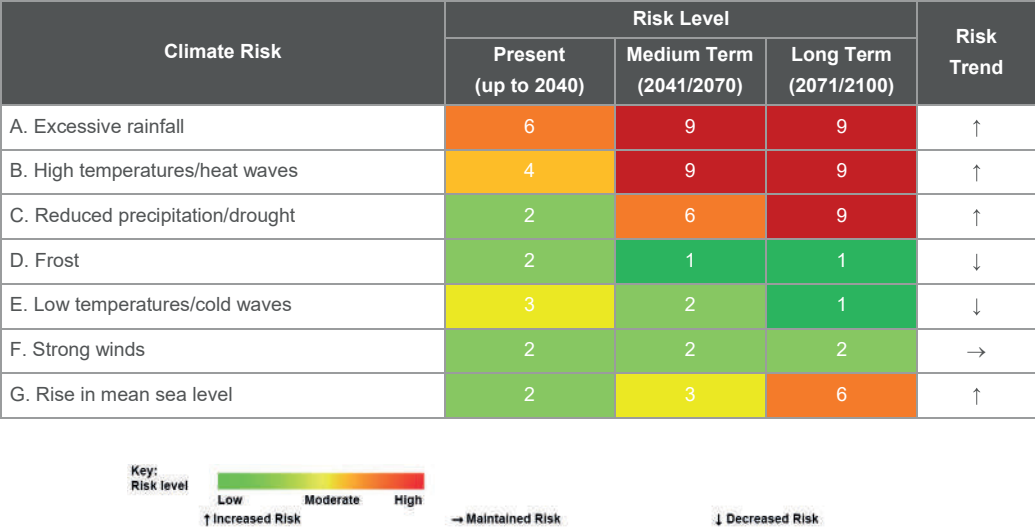 Climate Risk
Risk Level
Risk
Trend
Present
(up to 2040)
Medium Term
(2041/2070)
Long Term
(2071/2100)
A. Excessive rainfall 6 9 9 ↑
B. High temperatures/heat waves 4 9 9 ↑
C. Reduced precipitation/drought 2 6 9 ↑
D. Frost 2 1 1 ↓
E. Low temperatures/cold waves 3 2 1 ↓
F. Strong winds 2 2 2 →
G. Rise in mean sea level 2 3 6 ↑
Key:
Risk level
Low Moderate High
↑ Increased Risk → Maintained Risk ↓ Decreased Risk